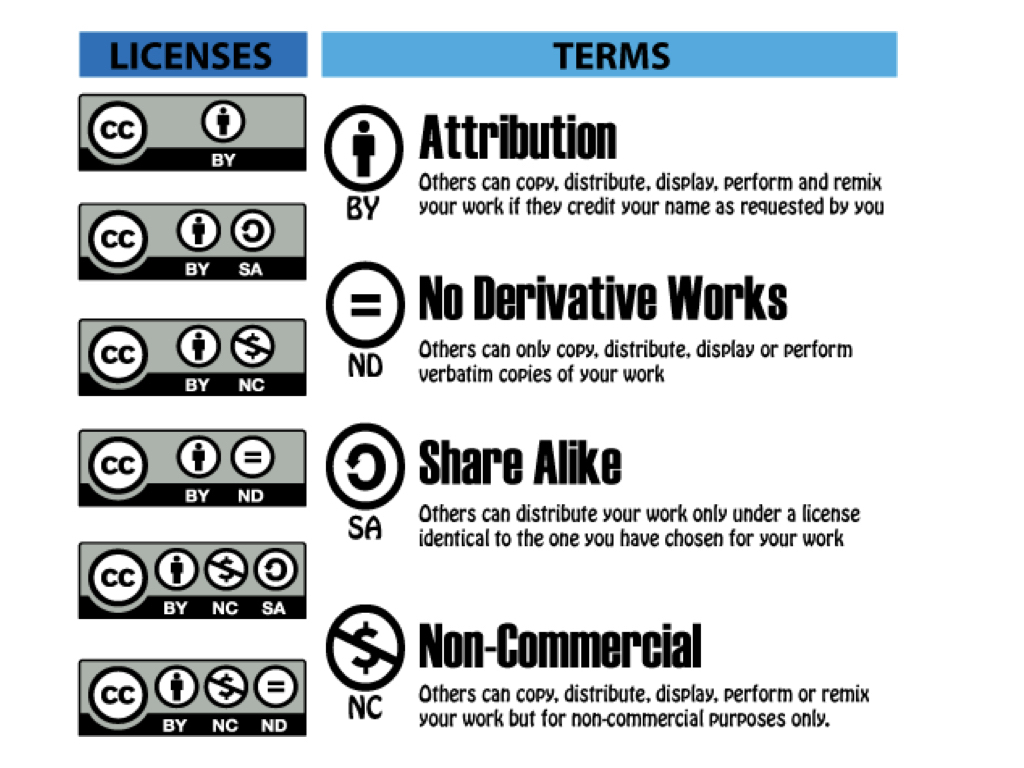 LICENSES
CC
BY
CC
BY SA
CC
BY NC
CC
BY ND
CC
BY NC SA
CC
BY NC ND
TERMS
BY
Attribution
Others can copy, distribute, display, perform and remix
your work if they credit your name as requested by you
ND
No Derivative Works
Others can only copy, distribute, display or perform
verbatim copies of your work
SA
Share Alike
Others can distribute your work only under a license
identical to the one you have chosen for your work
NC
Non-Commercial
Others can copy, distribute, display, perform or remix
your work but for non-commercial purposes only.